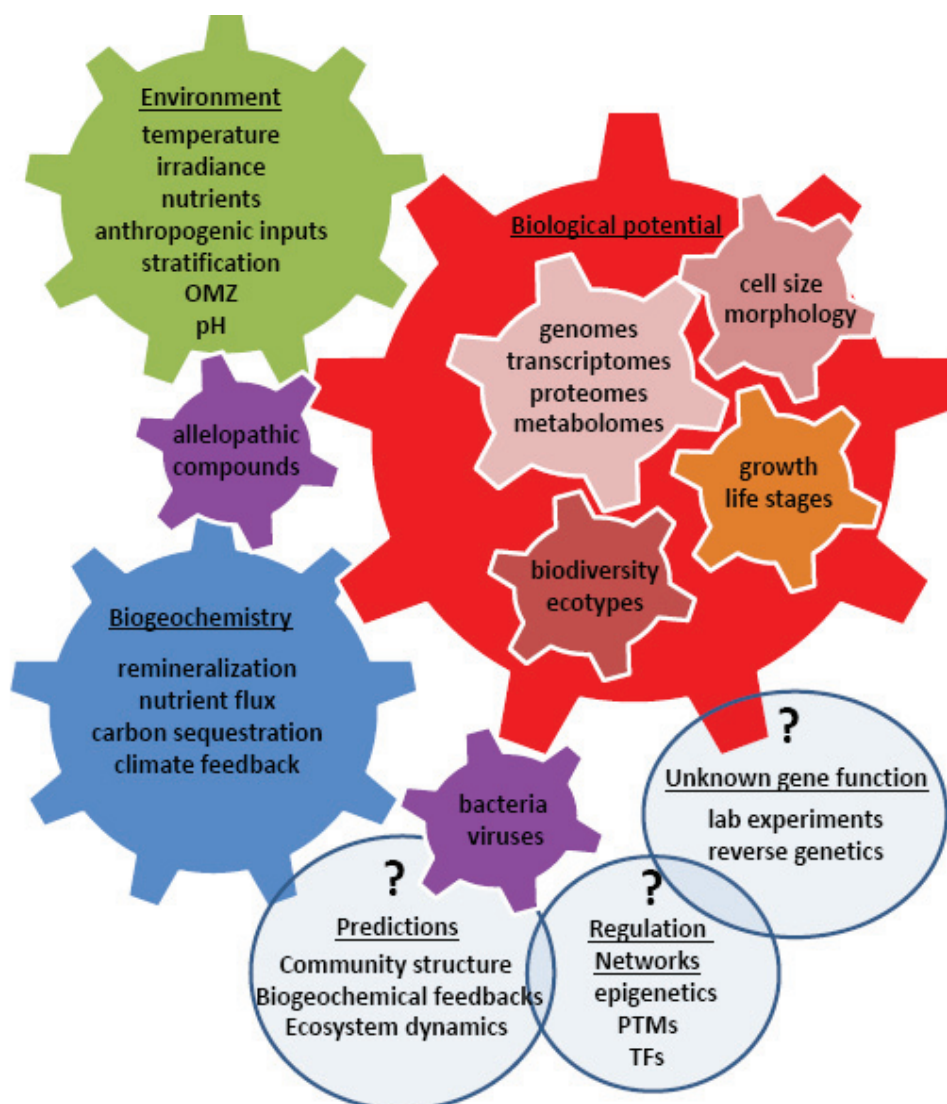 Environment
temperature
irradiance
nutrients
anthropogenic inputs
stratification
OMZ
pH
Biological potential
cell size
morphology
genomes
transcriptomes
proteomes
metabolomes
growth
life stages
biodiversity
ecotypes
allelopathic
compounds
Biogeochemistry
remineralization
nutrient flux
carbon sequestration
climate feedback
bacteria
viruses
?
Unknown gene function
lab experiments
reverse genetics
?
Predictions
Community structure
Biogeochemical feedbacks
Ecosystem dynamics
?
Regulation
Networks
epigenetics
PTMs
TFs